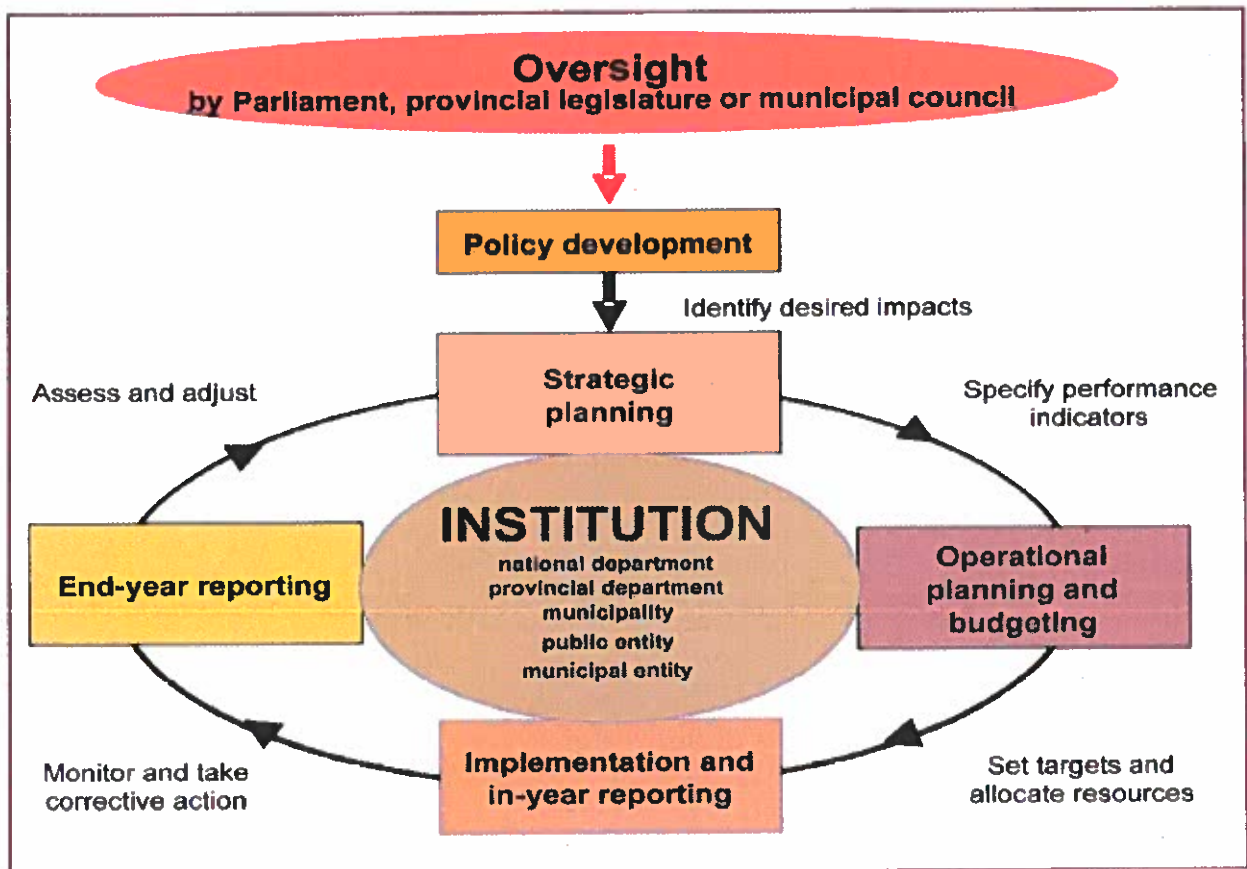 Oversight
by Parliament, provincial legislature or municipal council
Policy development
Identify desired impacts
Strategic
planning
Assess and adjust
Specify performance
indicators
INSTITUTION
national department
provincial department
municipality
public entity
municipal entity
End-year reporting
Operational
planning and
budgeting
Implementation and
in-year reporting
Monitor and take
corrective action
Set targets and
allocate resources